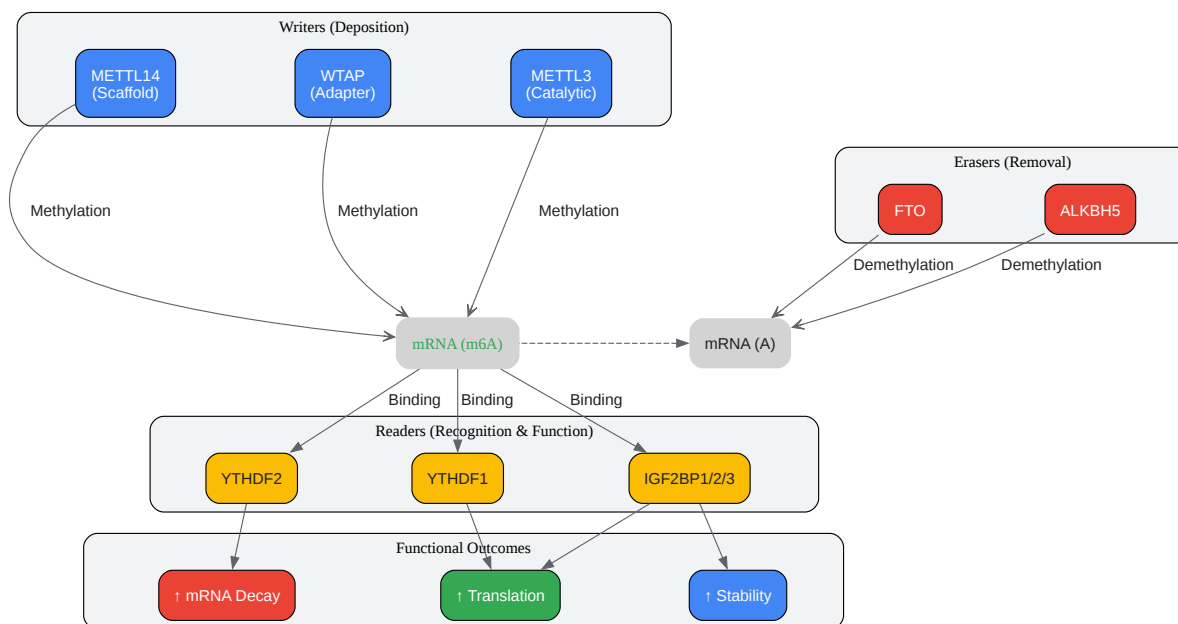 Writers (Deposition)
METTL14
(Scaffold)
WTAP
(Adapter)
METTL3
(Catalytic)
Erasers (Removal)
FTO
ALKBH5
Methylation
Methylation
Methylation
Demethylation
Demethylation
mRNA (m6A)
mRNA (A)
Binding
Binding
Binding
Readers (Recognition & Function)
YTHDF2
YTHDF1
IGF2BP1/2/3
Functional Outcomes
↑ mRNA Decay
↑ Translation
↑ Stability